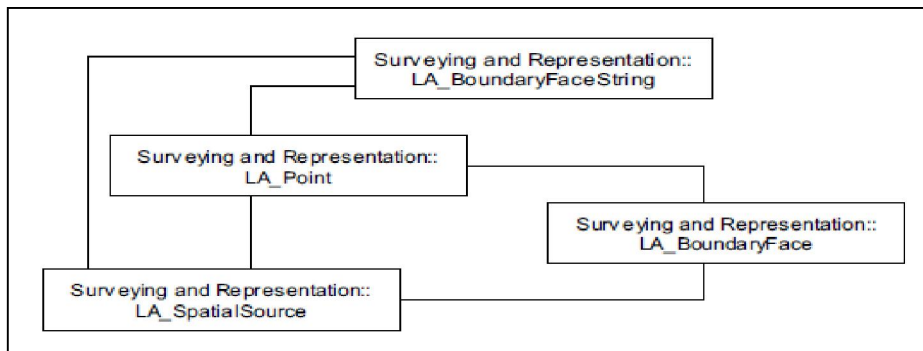 Surveying and Representation::
LA_BoundaryFaceString
Surveying and Representation::
LA_Point
Surveying and Representation::
LA_BoundaryFace
Surveying and Representation::
LA_SpatialSource